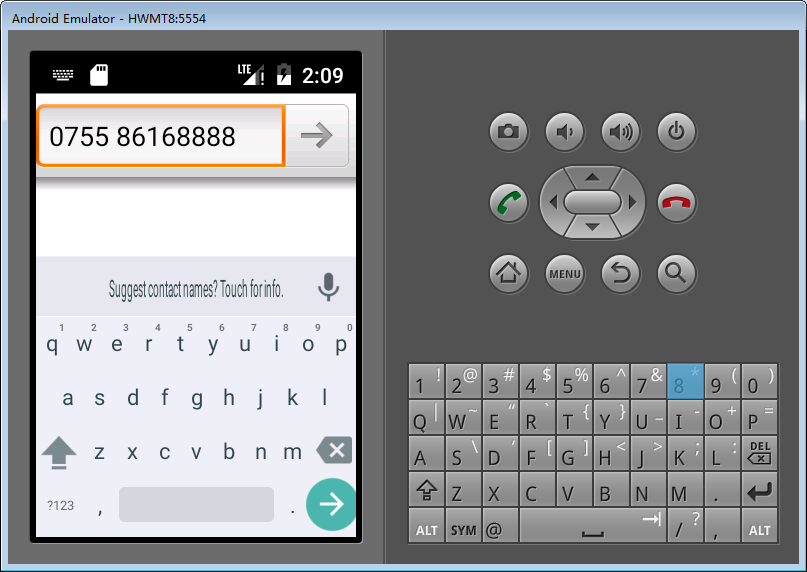 Android Emulator - HWMT8:5554
LTE 2:09
0755 86168888
Suggest contact names? Touch for info.
1 2 3 4 5 6 7 8 9 0
q w e r t y u i o p
a s d f g h j k l
z x c v b n m
?123 , .
MENU
1 ! 2 @ 3 # 4 $ 5 % 6 ^ 7 & 8 * 9 ( 0 )
Q | W ~ E “ R ` T { Y } U _ I - O + P =
A S \ D ‘ F [ G ] H < J > K ; L : DEL
Z X C V B N M .
ALT SYM @ / ? , ALT